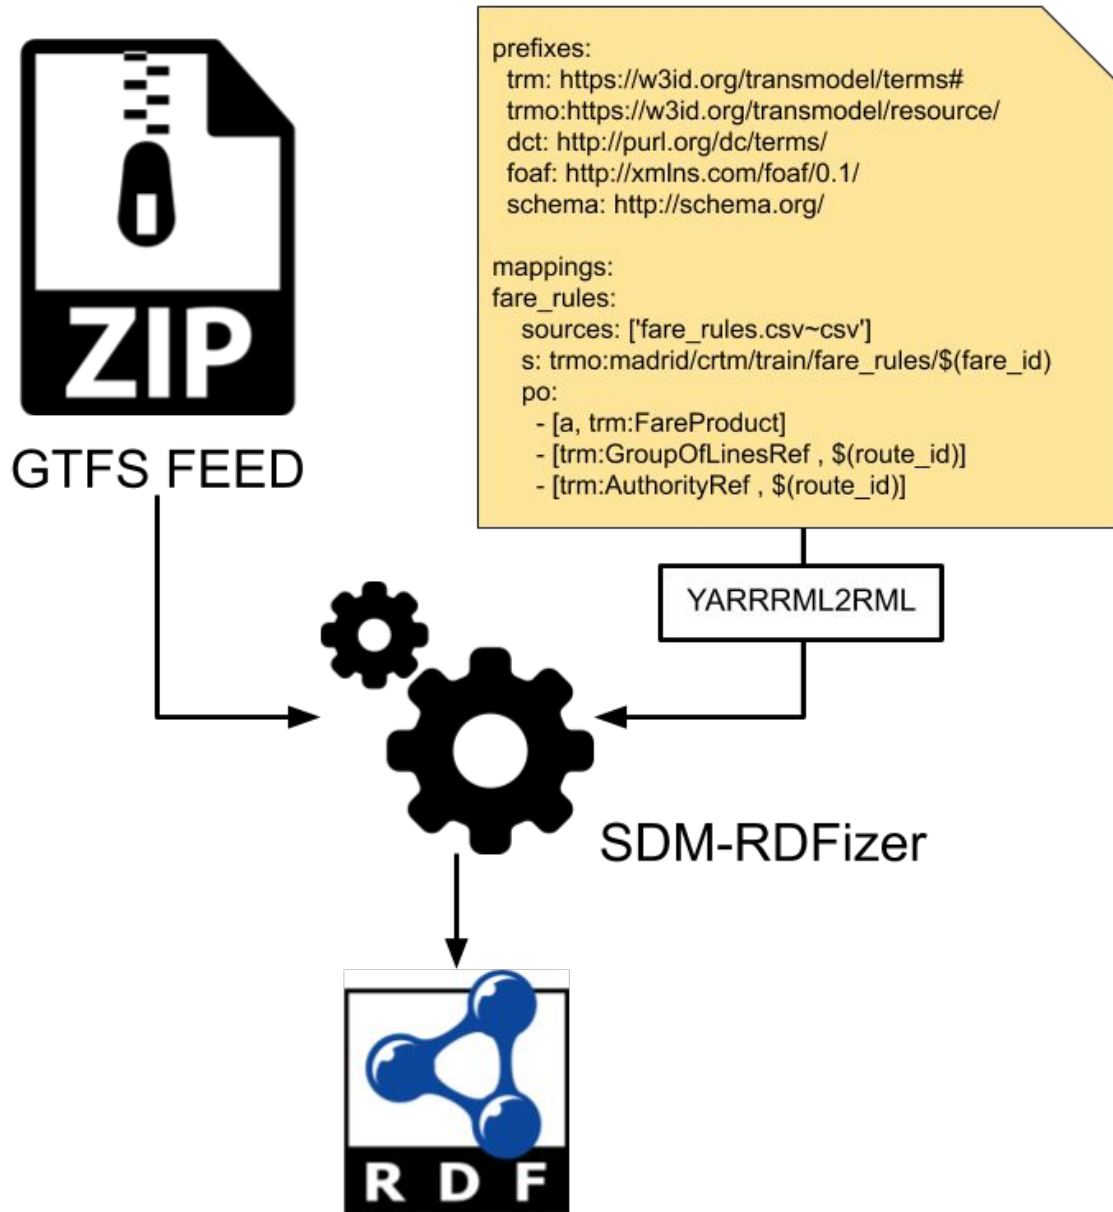 ZIP
GTFS FEED
prefixes:
trm: https://w3id.org/transmodel/terms#
trmo:https://w3id.org/transmodel/resource/
dct: http://purl.org/dc/terms/
foaf: http://xmlns.com/foaf/0.1/
schema: http://schema.org/
mappings:
fare_rules:
sources: ['fare_rules.csv~csv']
s: trmo:madrid/crtm/train/fare_rules/$(fare_id)
po:
- [a, trm:FareProduct]
- [trm:GroupOfLinesRef , $(route_id)]
- [trm:AuthorityRef , $(route_id)]
YARRRML2RML
SDM-RDFizer
RDF